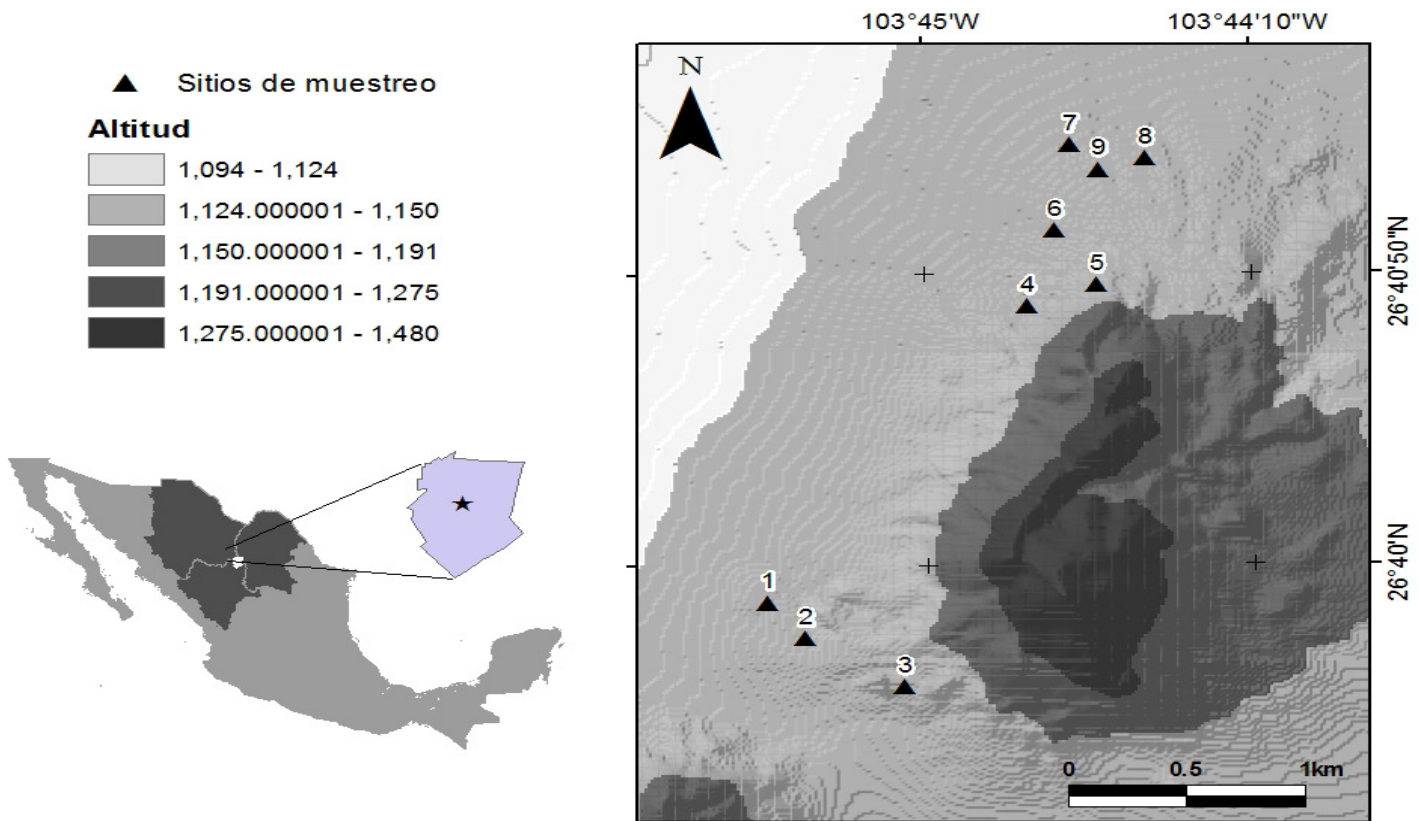 Sitios de muestreo
Altitud
1,094 - 1,124
1,124.000001 - 1,150
1,150.000001 - 1,191
1,191.000001 - 1,275
1,275.000001 - 1,480
103°45'W
103°44'10"W
N
7
9
8
6
5
4
26°40'50"N
26°40'N
1
2
3
0
0.5
1km